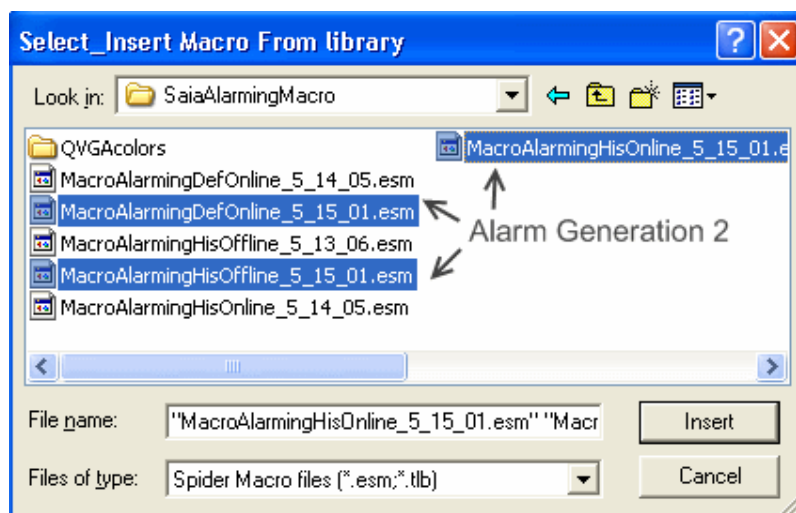 Select_Insert Macro From library
Look in: SaiaAlarmingMacro
QVGAcolors
MacroAlarmingDefOnline_5_14_05.esm
MacroAlarmingDefOnline_5_15_01.esm
MacroAlarmingHisOffline_5_13_06.esm
MacroAlarmingHisOffline_5_15_01.esm
MacroAlarmingHisOnline_5_14_05.esm
MacroAlarmingHisOnline_5_15_01.e
Alarm Generation 2
File name: "MacroAlarmingHisOnline_5_15_01.esm" "Macr
Insert
Files of type: Spider Macro files (*.esm;*.tlb)
Cancel